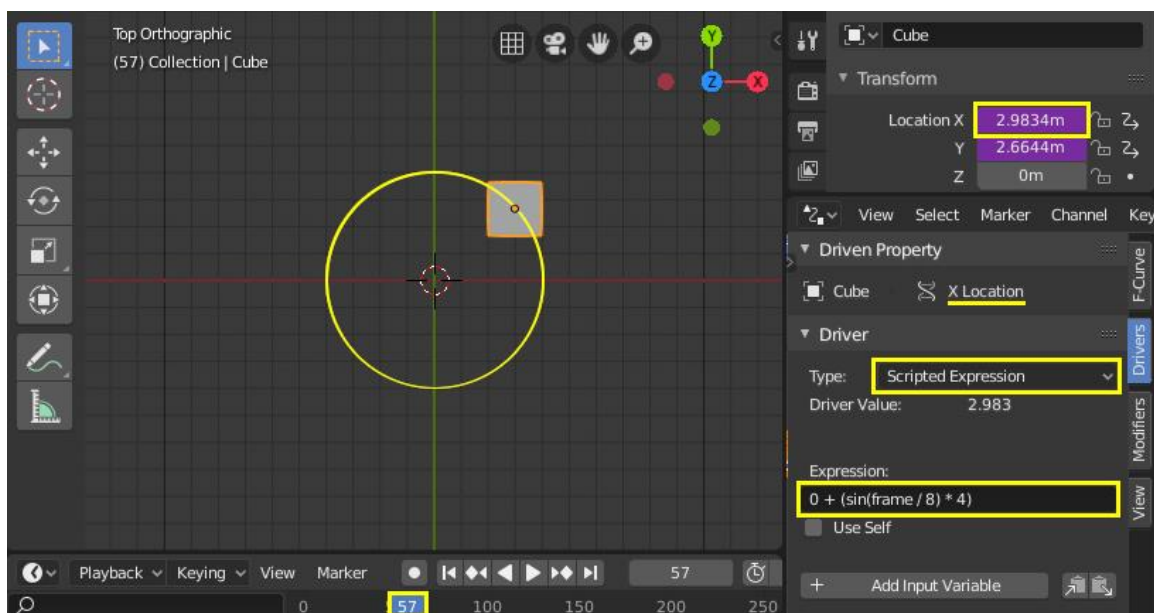 Top Orthographic
(57) Collection | Cube
Y
Z
X
Cube
Transform
Location X 2.9834m
Y 2.6644m
Z 0m
View Select Marker Channel Key
Driven Property
Cube X Location
Driver
Type: Scripted Expression
Driver Value: 2.983
Expression:
0 + (sin(frame / 8) * 4)
Use Self
Add Input Variable
F-Curve
Drivers
Modifiers
View
Playback Keying View Marker 57
0 57 100 150 200 250